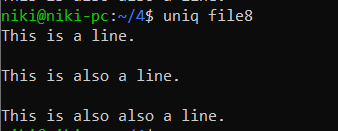 niki@niki-pc:~/4$ uniq file8
This is a line.

This is also a line.

This is also also a line.